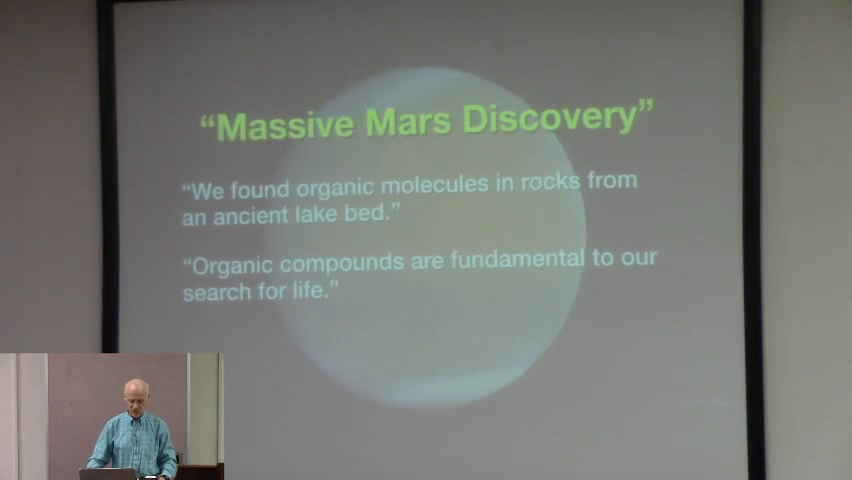 “Massive Mars Discovery”
“We found organic molecules in rocks from
an ancient lake bed.”
“Organic compounds are fundamental to our
search for life.”